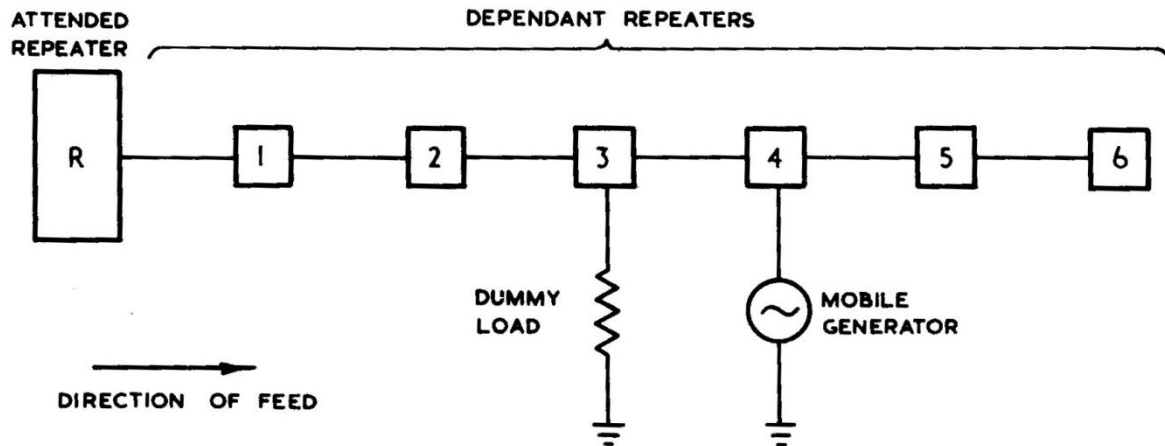 ATTENDED
REPEATER
DEPENDANT REPEATERS
R
1
2
3
4
5
6
DUMMY
LOAD
MOBILE
GENERATOR
DIRECTION OF FEED